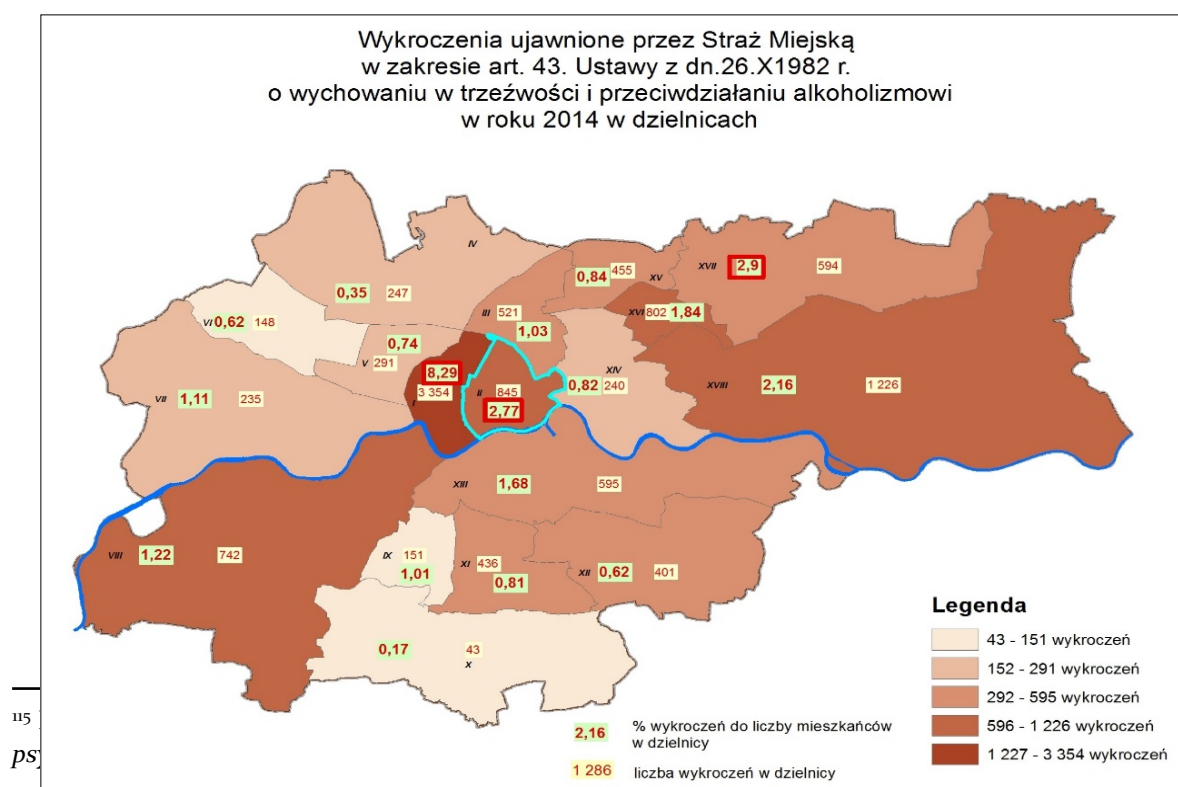 Wykroczenia ujawnione przez Straż Miejską
w zakresie art. 43. Ustawy z dn.26.X1982 r.
o wychowaniu w trzeźwości i przeciwdziałaniu alkoholizmowi
w roku 2014 w dzielnicach
IV
0,35 247
VI 0,62 148
V 0,74
291
VII 1,11 235
I 8,29
3 354
II 845
2,77
III 521
1,03
0,84 455 XV
XVI 802 1,84
XVII 2,9 594
XIV
0,82 240
XVIII 2,16 1 226
XIII 1,68 595
VIII 1,22 742
IX 151
1,01
XI 436
0,81
XII 0,62 401
0,17 43
X
Legenda
43 - 151 wykroczeń
152 - 291 wykroczeń
292 - 595 wykroczeń
596 - 1 226 wykroczeń
1 227 - 3 354 wykroczeń
2,16 % wykroczeń do liczby mieszkańców
w dzielnicy
1 286 liczba wykroczeń w dzielnicy
115